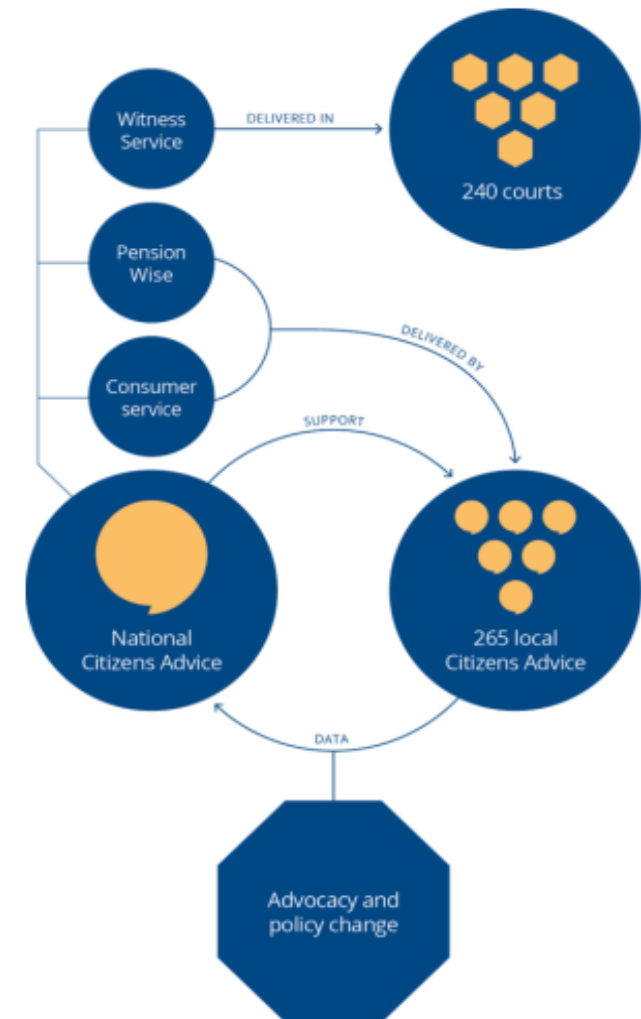 Witness
Service
DELIVERED IN
240 courts
Pension
Wise
DELIVERED BY
Consumer
service
SUPPORT
National
Citizens Advice
265 local
Citizens Advice
DATA
Advocacy and
policy change